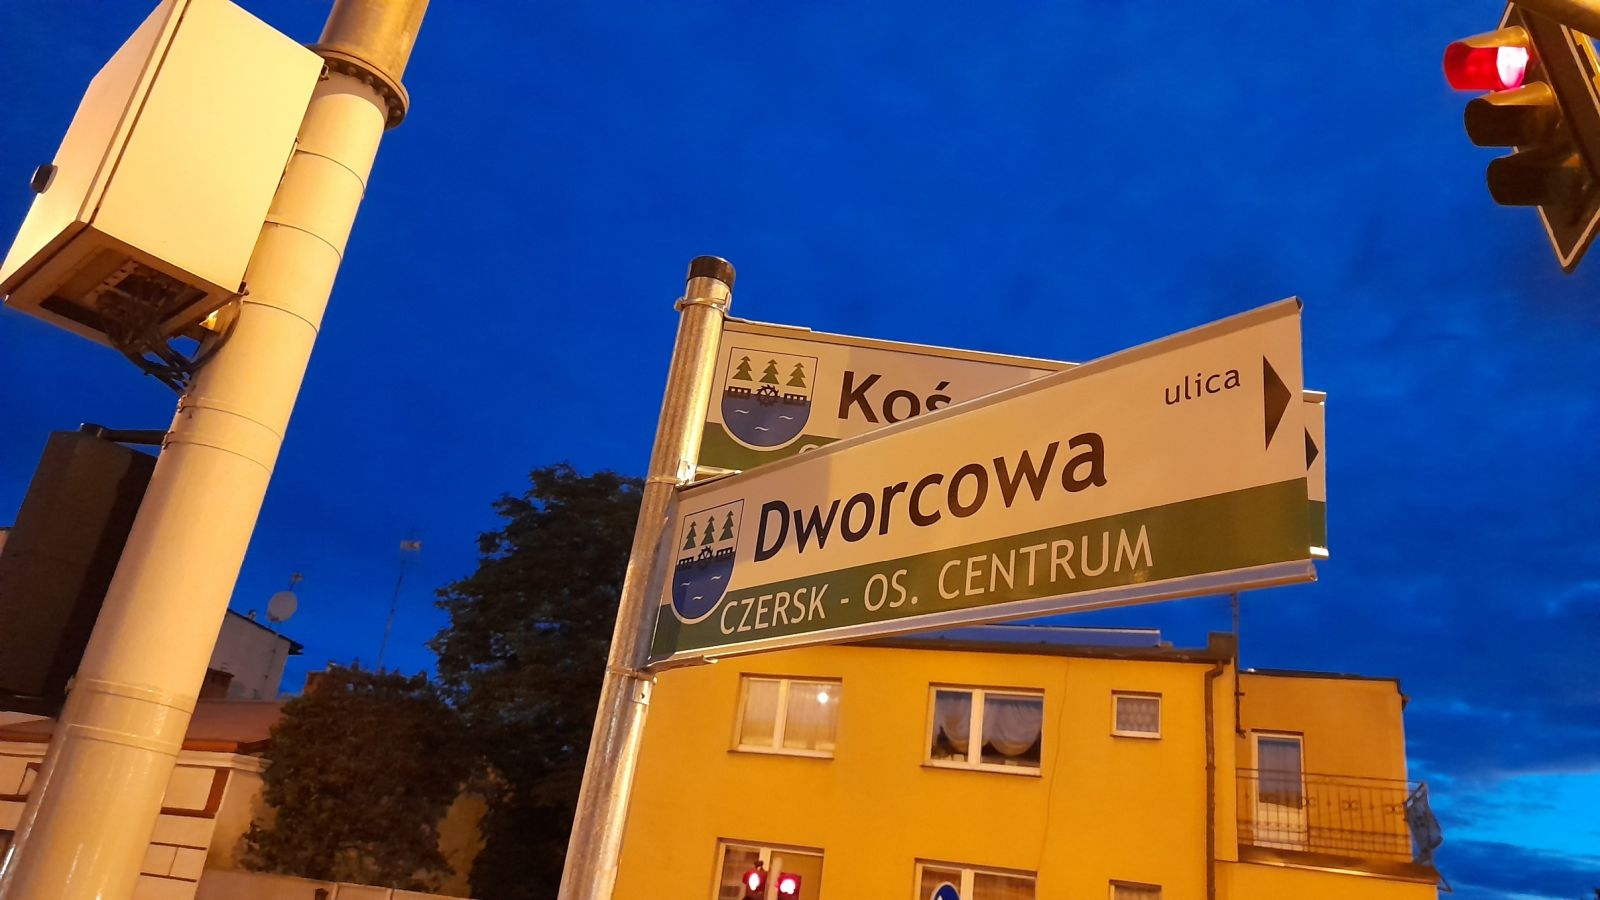 Koś
ulica
Dworcowa
CZERSK - OS. CENTRUM